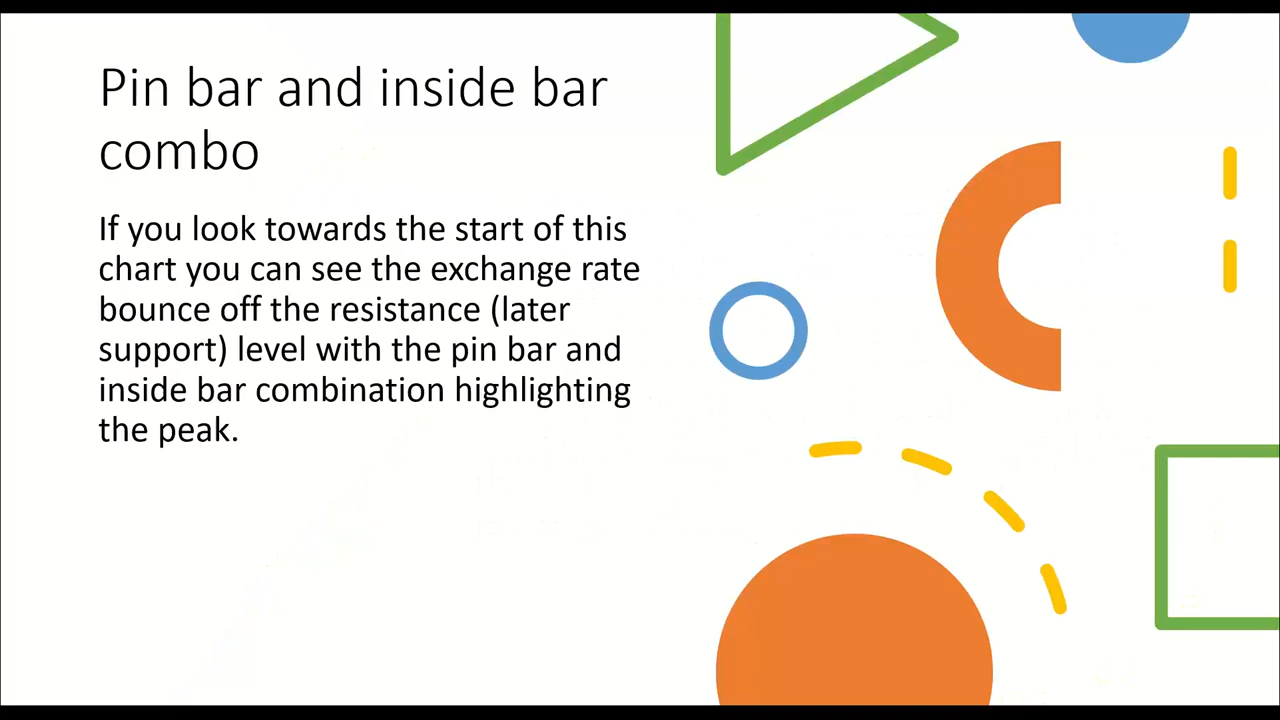 Pin bar and inside bar
combo
If you look towards the start of this
chart you can see the exchange rate
bounce off the resistance (later
support) level with the pin bar and
inside bar combination highlighting
the peak.